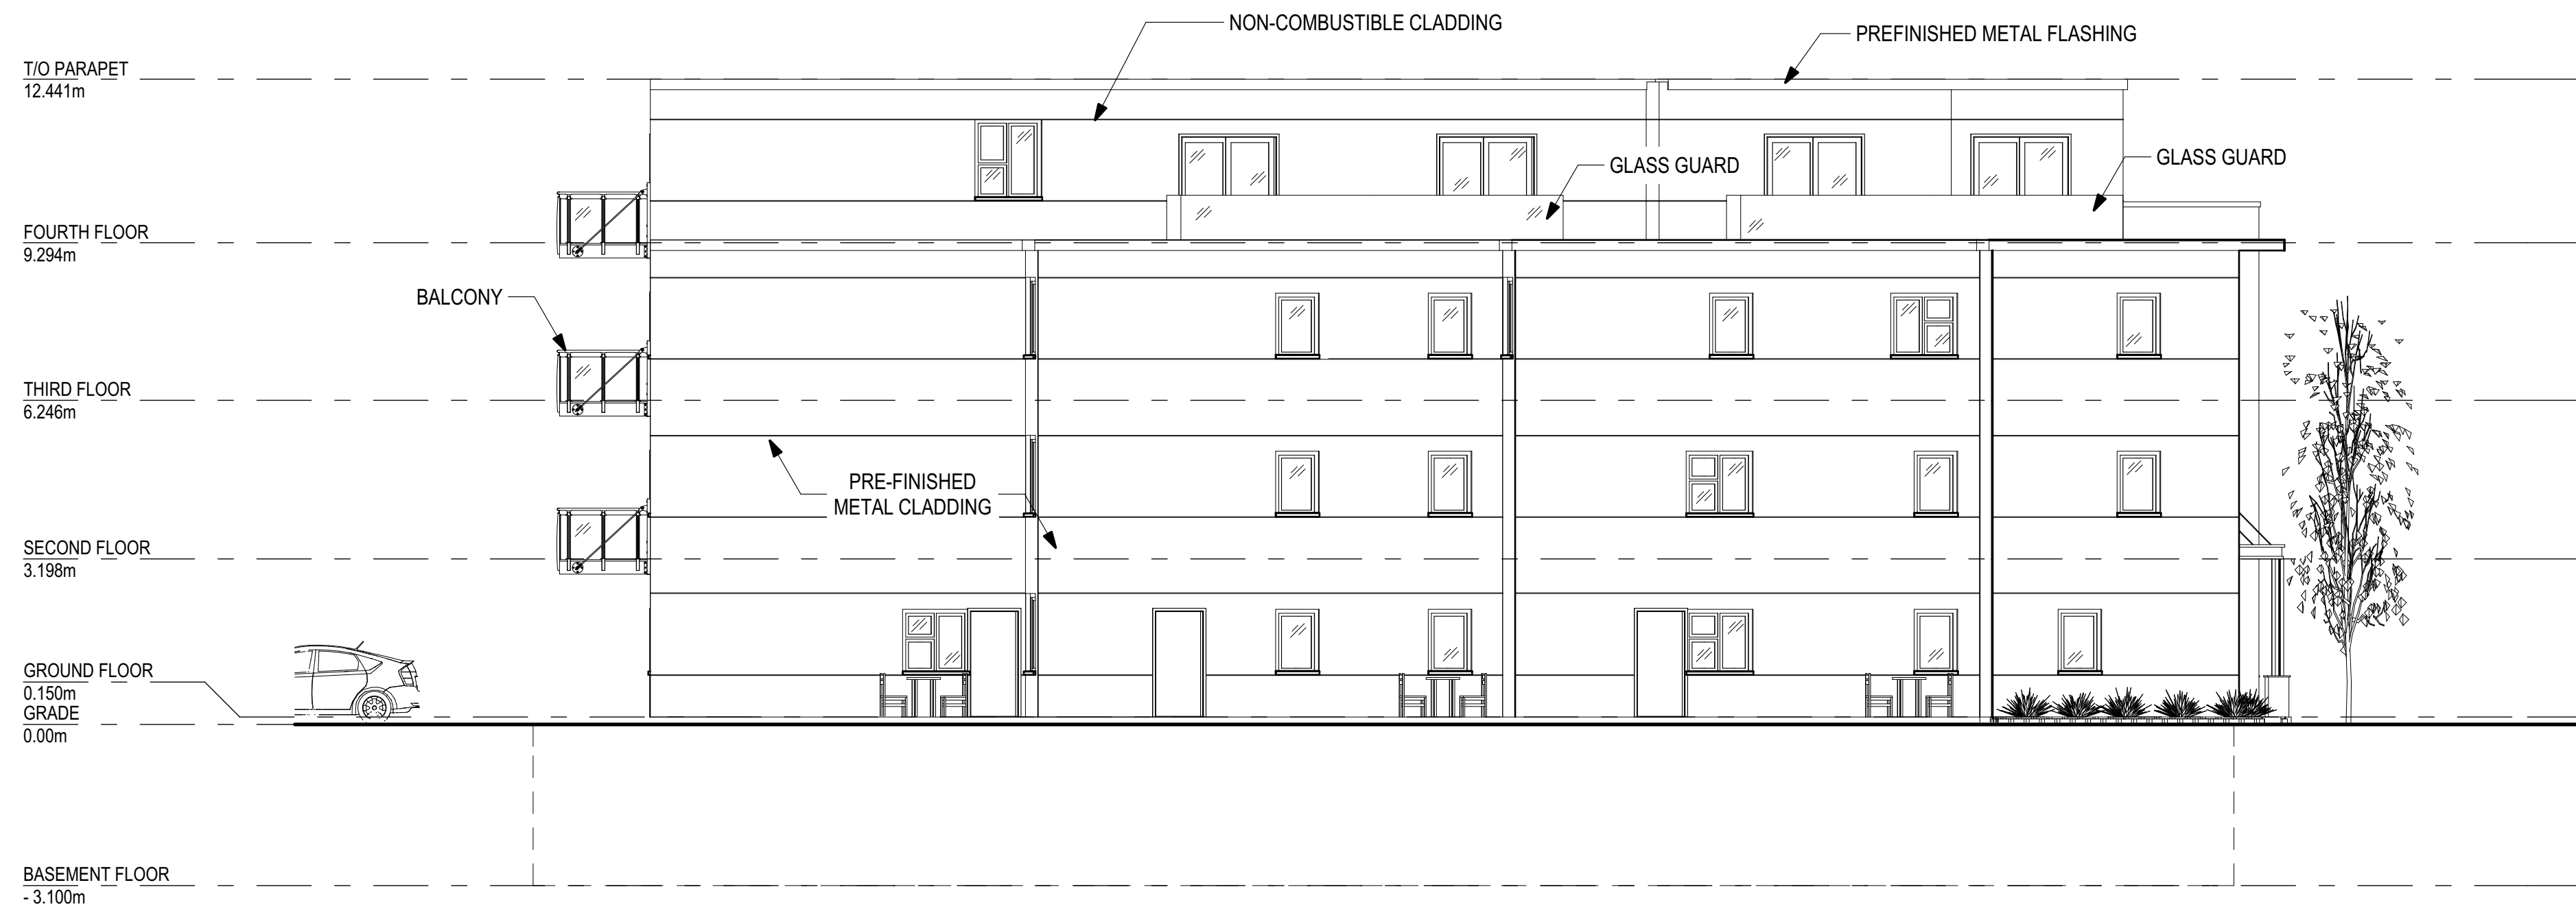 NON-COMBUSTIBLE CLADDING
PREFINISHED METAL FLASHING
T/O PARAPET
12.441m
GLASS GUARD
GLASS GUARD
FOURTH FLOOR
9.294m
BALCONY
THIRD FLOOR
6.246m
PRE-FINISHED
METAL CLADDING
SECOND FLOOR
3.198m
GROUND FLOOR
0.150m
GRADE
0.00m
BASEMENT FLOOR
- 3.100m